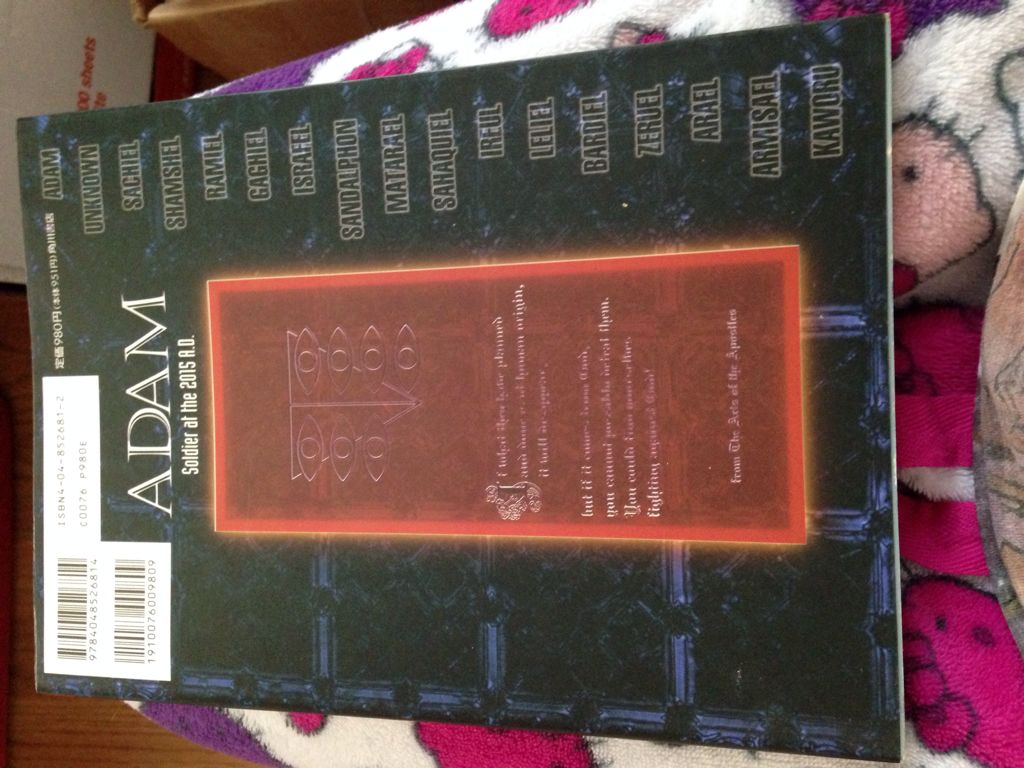 ISBN4-04-852681-2
C0076 P980E
9784048526814
1910076009809
定価980円(本体951円)角川書店
ADAM
Soldier at the 2015 A.D.
ADAM
UNKNOWN
SACHIEL
SHAMSHEL
RAMIEL
GAGHIEL
ISRAFEL
SANDALPHON
MATARAEL
SAHAQUIEL
IREUL
LELIEL
BARDIEL
ZERUEL
ARAEL
ARMISAEL
KAWORU
If what they have planned
and done is of human origin,
it will disappear,
but if it comes from God,
you cannot possibly defeat them.
You could find yourselves
fighting against God!
from The Acts of the Apostles
00 sheets